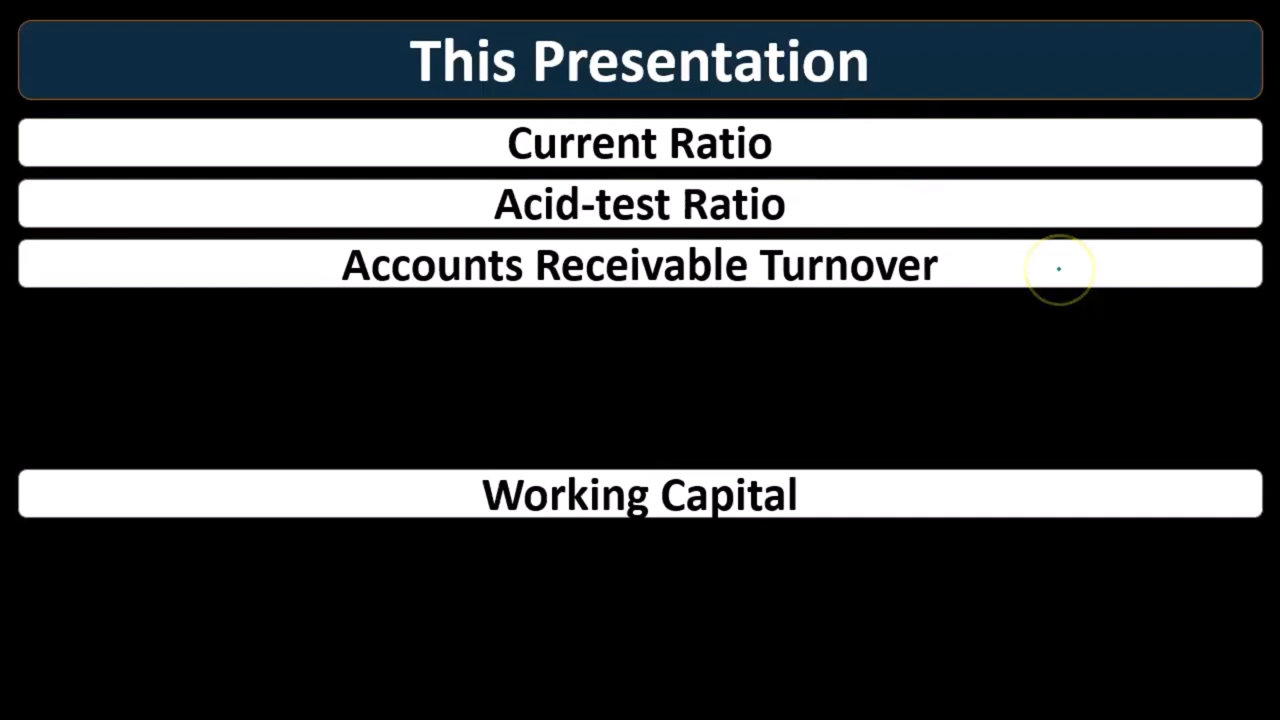 This Presentation
Current Ratio
Acid-test Ratio
Accounts Receivable Turnover
Working Capital